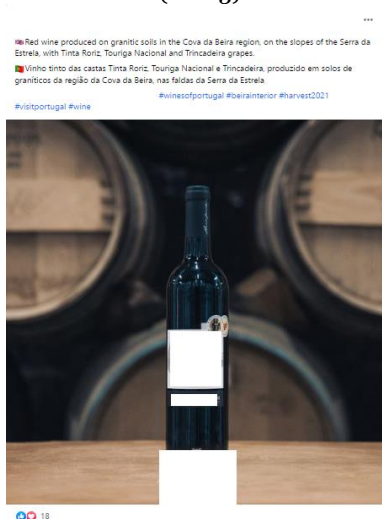 Red wine produced on granitic soils in the Cova da Beira region, on the slopes of the Serra da
Estrela, with Tinta Roriz, Touriga Nacional and Trincadeira grapes.
Vinho tinto das castas Tinta Roriz, Touriga Nacional e Trincadeira, produzido em solos de
graníticos da região da Cova da Beira, nas faldas da Serra da Estrela
#winesofportugal #beirainterior #harvest2021
#visitportugal #wine
18